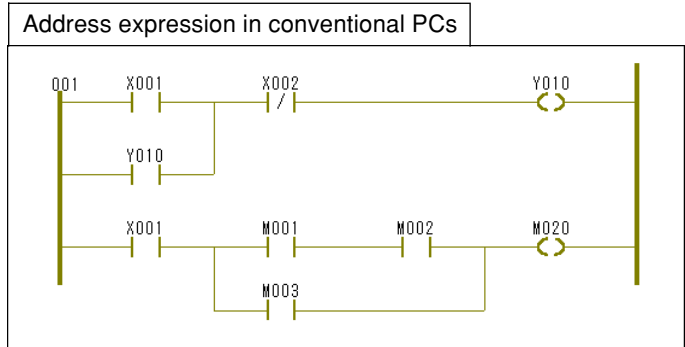 Address expression in conventional PCs
001 X001 X002 Y010
Y010
X001 M001 M002 M020
M003